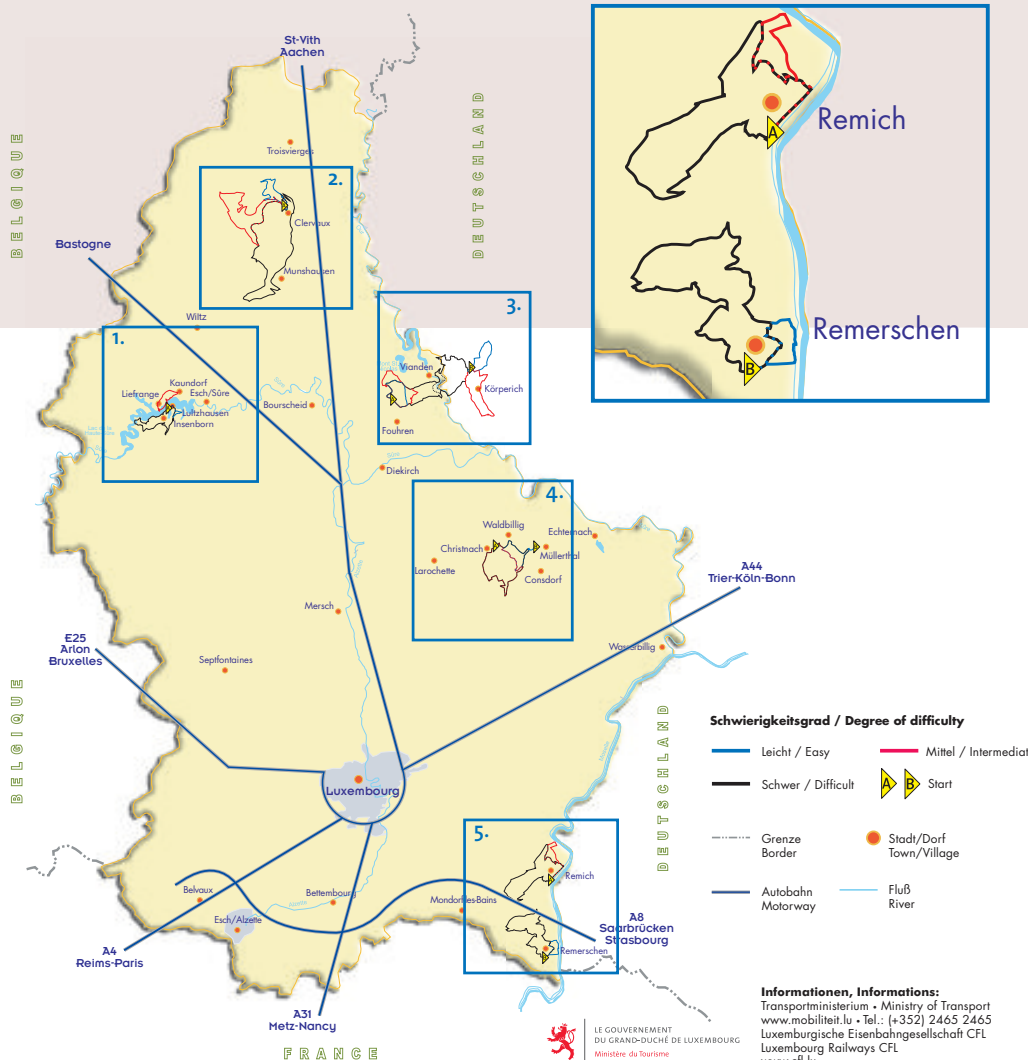 St-Vith
Aachen
BELGIQUE
DEUTSCHLAND
Troisvierges
2.
Clervaux
Munshausen
Bastogne
Wiltz
1.
Kaundorf
Liefrange
Esch/Sûre
Lultzhausen
Insenborn
Bourscheid
3.
Vianden
Körperich
Fouhren
Diekirch
Sûre
4.
Waldbillig
Echternach
Christnach
Müllerthal
Larochette
Consdorf
A44
Trier-Köln-Bonn
Mersch
E25
Arlon
Bruxelles
Septfontaines
Wasserbillig
BELGIQUE
DEUTSCHLAND
Luxembourg
5.
Remich
Belvaux
Bettembourg
Mondorf-les-Bains
Alzette
Esch/Alzette
Remerschen
A8
Saarbrücken
Strasbourg
A4
Reims-Paris
A31
Metz-Nancy
FRANCE
A
Remich
Remerschen
B
Schwierigkeitsgrad / Degree of difficulty
Leicht / Easy
Mittel / Intermediat
Schwer / Difficult
A B Start
Grenze
Border
Stadt/Dorf
Town/Village
Autobahn
Motorway
Fluß
River
Informationen, Informations:
Transportministerium • Ministry of Transport
www.mobiliteit.lu • Tel.: (+352) 2465 2465
Luxemburgische Eisenbahngesellschaft CFL
Luxembourg Railways CFL
LE GOUVERNEMENT
DU GRAND-DUCHÉ DE LUXEMBOURG
Ministère du Tourisme